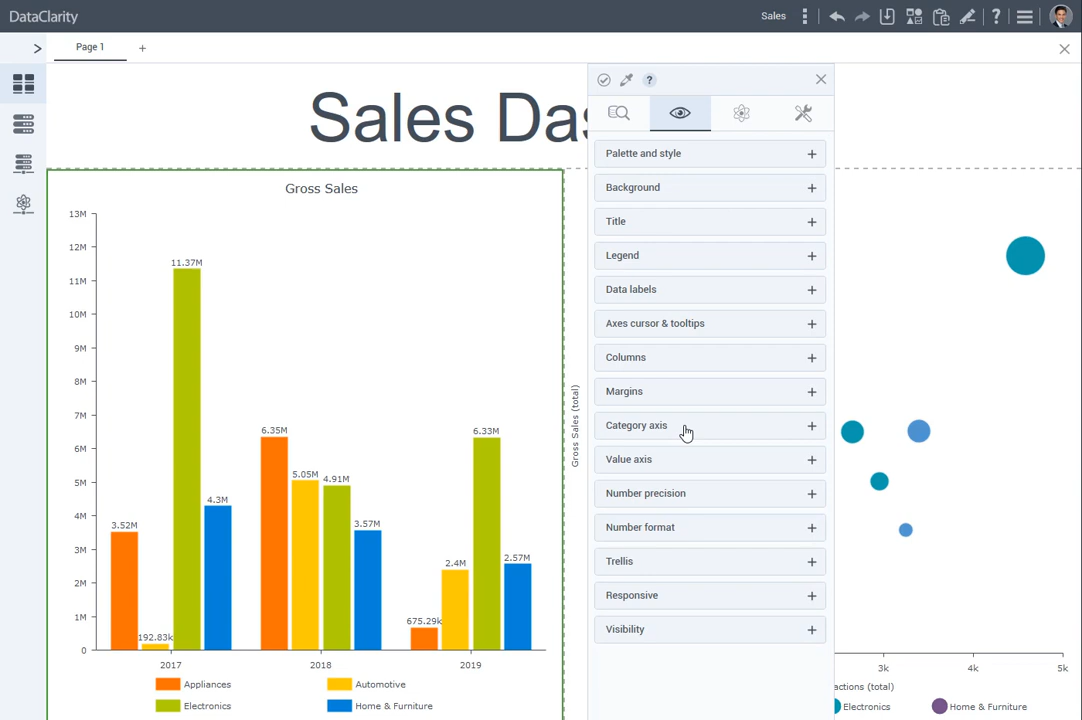 DataClarity
Sales
Page 1
Sales Das
?
Palette and style
Background
Title
Legend
Data labels
Axes cursor & tooltips
Columns
Margins
Category axis
Value axis
Number precision
Number format
Trellis
Responsive
Visibility
Gross Sales
13M
12M
11M
10M
9M
8M
7M
6M
5M
4M
3M
2M
1M
0
3.52M
192.83k
11.37M
4.3M
6.35M
5.05M
4.91M
3.57M
675.29k
2.4M
6.33M
2.57M
2017
2018
2019
Appliances
Automotive
Electronics
Home & Furniture
Gross Sales (total)
3k
4k
5k
actions (total)
Electronics
Home & Furniture